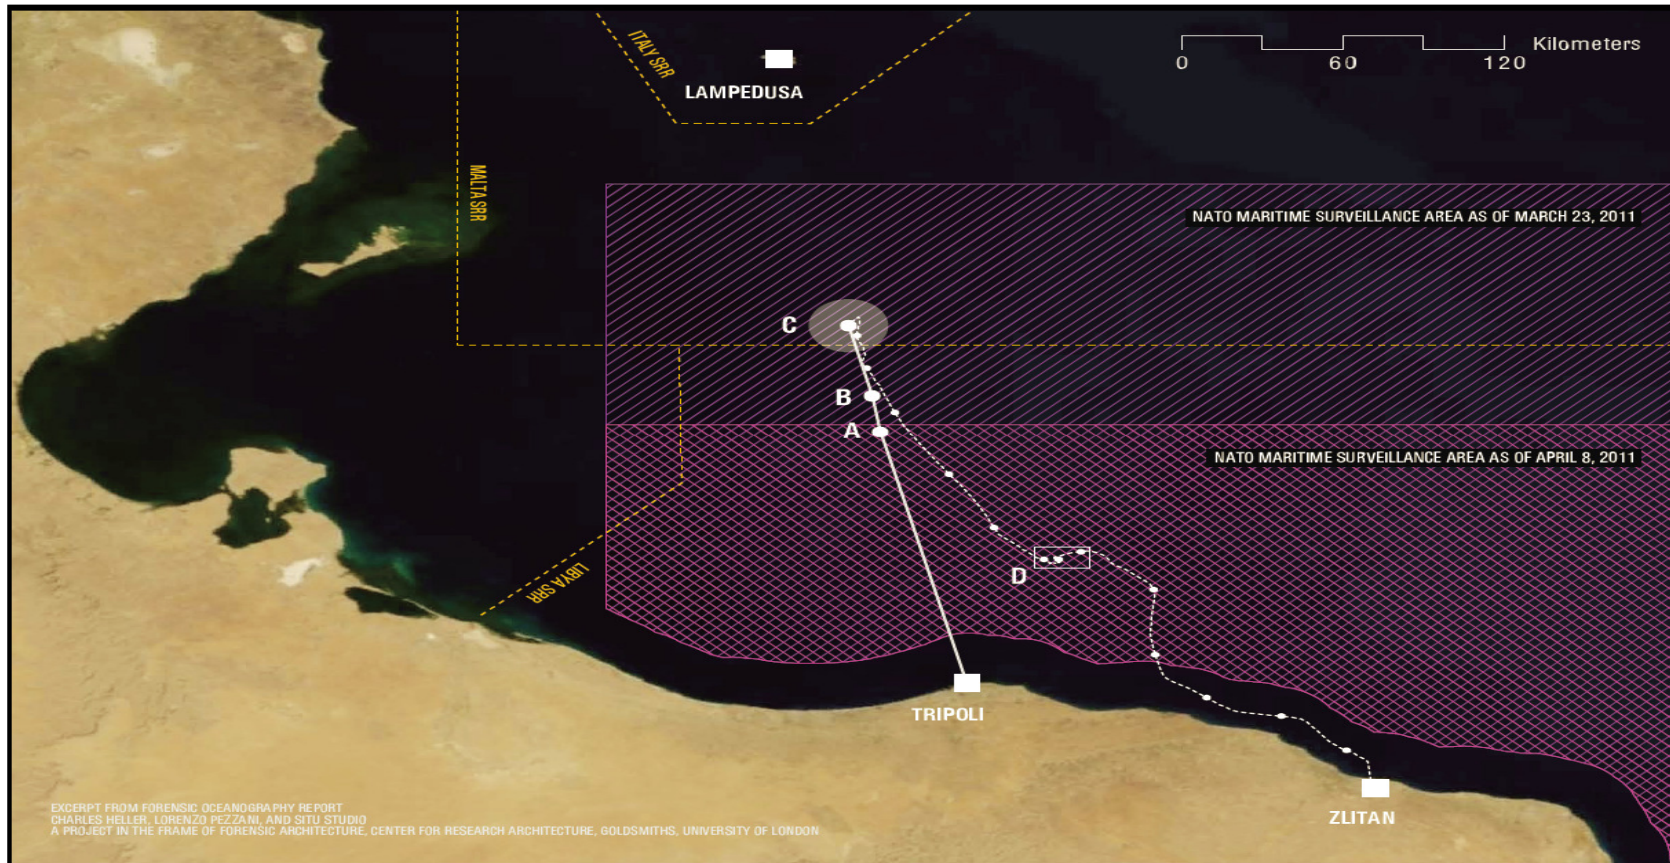 ITALY SRR
LAMPEDUSA
Kilometers
0 60 120
MALTA SRR
NATO MARITIME SURVEILLANCE AREA AS OF MARCH 23, 2011
C
B
A
NATO MARITIME SURVEILLANCE AREA AS OF APRIL 8, 2011
D
LIBYA SRR
TRIPOLI
ZLITAN
EXCERPT FROM FORENSIC OCEANOGRAPHY REPORT
CHARLES HELLER, LORENZO PEZZANI, AND SITU STUDIO
A PROJECT IN THE FRAME OF FORENSIC ARCHITECTURE, CENTER FOR RESEARCH ARCHITECTURE, GOLDSMITHS, UNIVERSITY OF LONDON